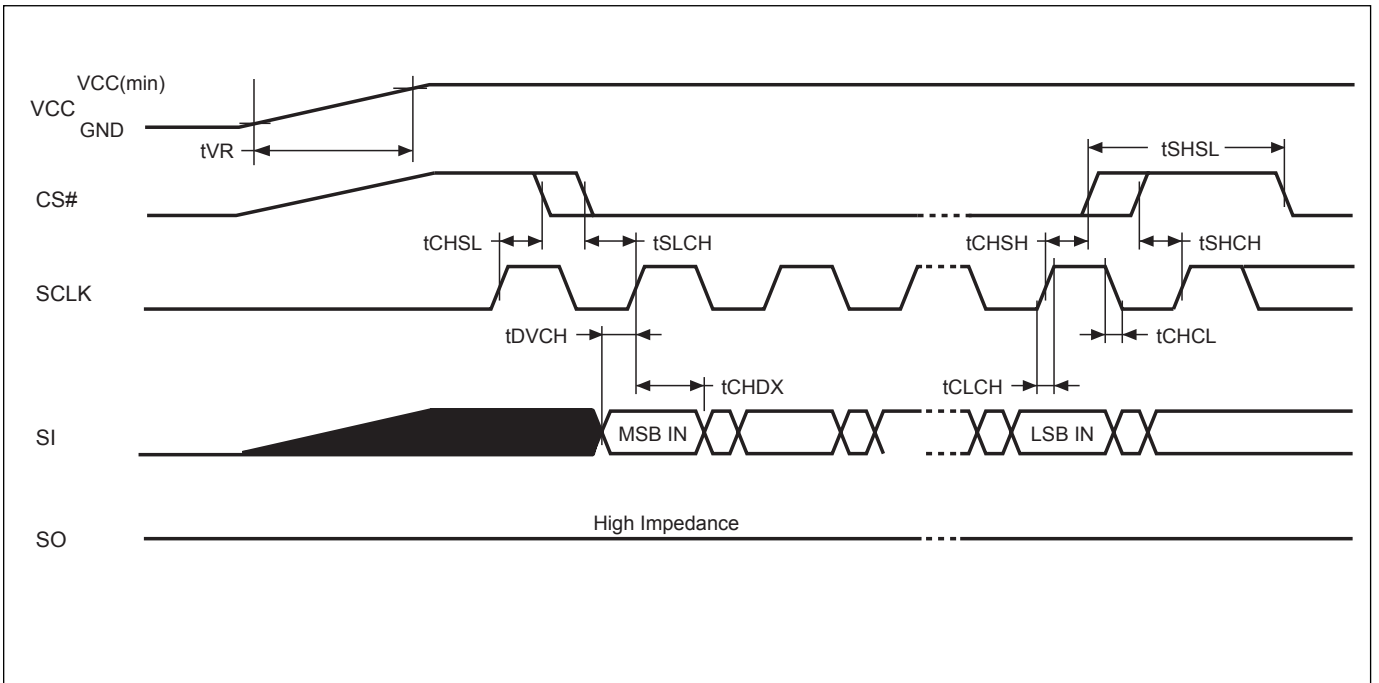 VCC(min)
VCC
GND
tVR
tSHSL
CS#
tCHSL
tSLCH
tCHSH
tSHCH
SCLK
tDVCH
tCHCL
tCHDX
tCLCH
SI
MSB IN
LSB IN
High Impedance
SO